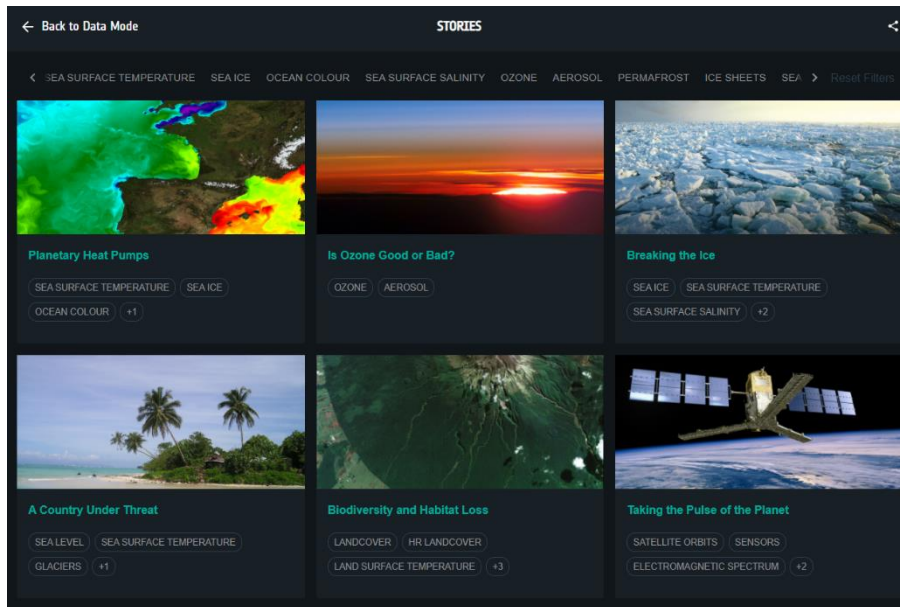 Back to Data Mode
STORIES
SEA SURFACE TEMPERATURE SEA ICE OCEAN COLOUR SEA SURFACE SALINITY OZONE AEROSOL PERMAFROST ICE SHEETS SEA Reset Filters
Planetary Heat Pumps
SEA SURFACE TEMPERATURE SEA ICE
OCEAN COLOUR +1
Is Ozone Good or Bad?
OZONE AEROSOL
Breaking the Ice
SEA ICE SEA SURFACE TEMPERATURE
SEA SURFACE SALINITY +2
A Country Under Threat
SEA LEVEL SEA SURFACE TEMPERATURE
GLACIERS +1
Biodiversity and Habitat Loss
LANDCOVER HR LANDCOVER
LAND SURFACE TEMPERATURE +3
Taking the Pulse of the Planet
SATELLITE ORBITS SENSORS
ELECTROMAGNETIC SPECTRUM +2